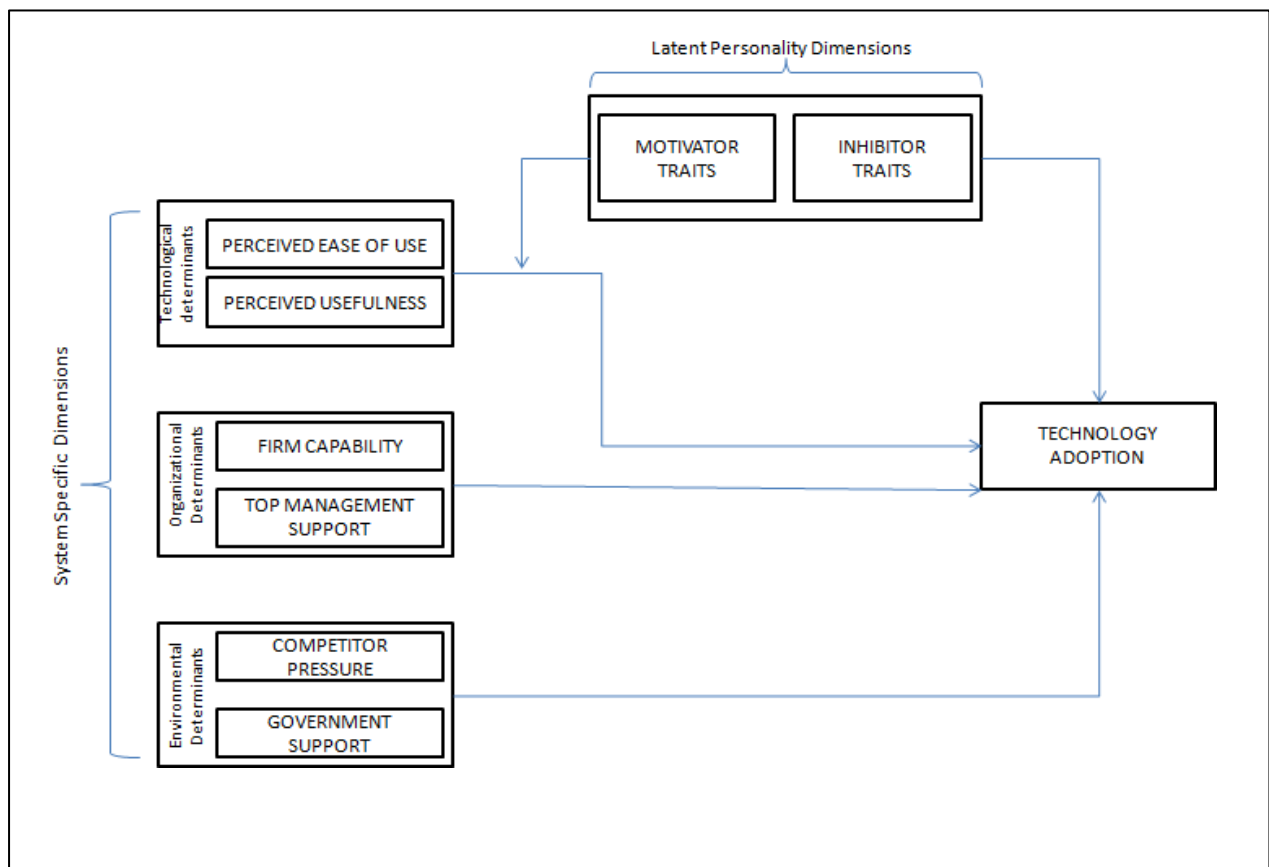 Latent Personality Dimensions
MOTIVATOR
TRAITS
INHIBITOR
TRAITS
System Specific Dimensions
Technological
determinants
PERCEIVED EASE OF USE
PERCEIVED USEFULNESS
Organizational
Determinants
FIRM CAPABILITY
TOP MANAGEMENT
SUPPORT
Environmental
Determinants
COMPETITOR
PRESSURE
GOVERNMENT
SUPPORT
TECHNOLOGY
ADOPTION